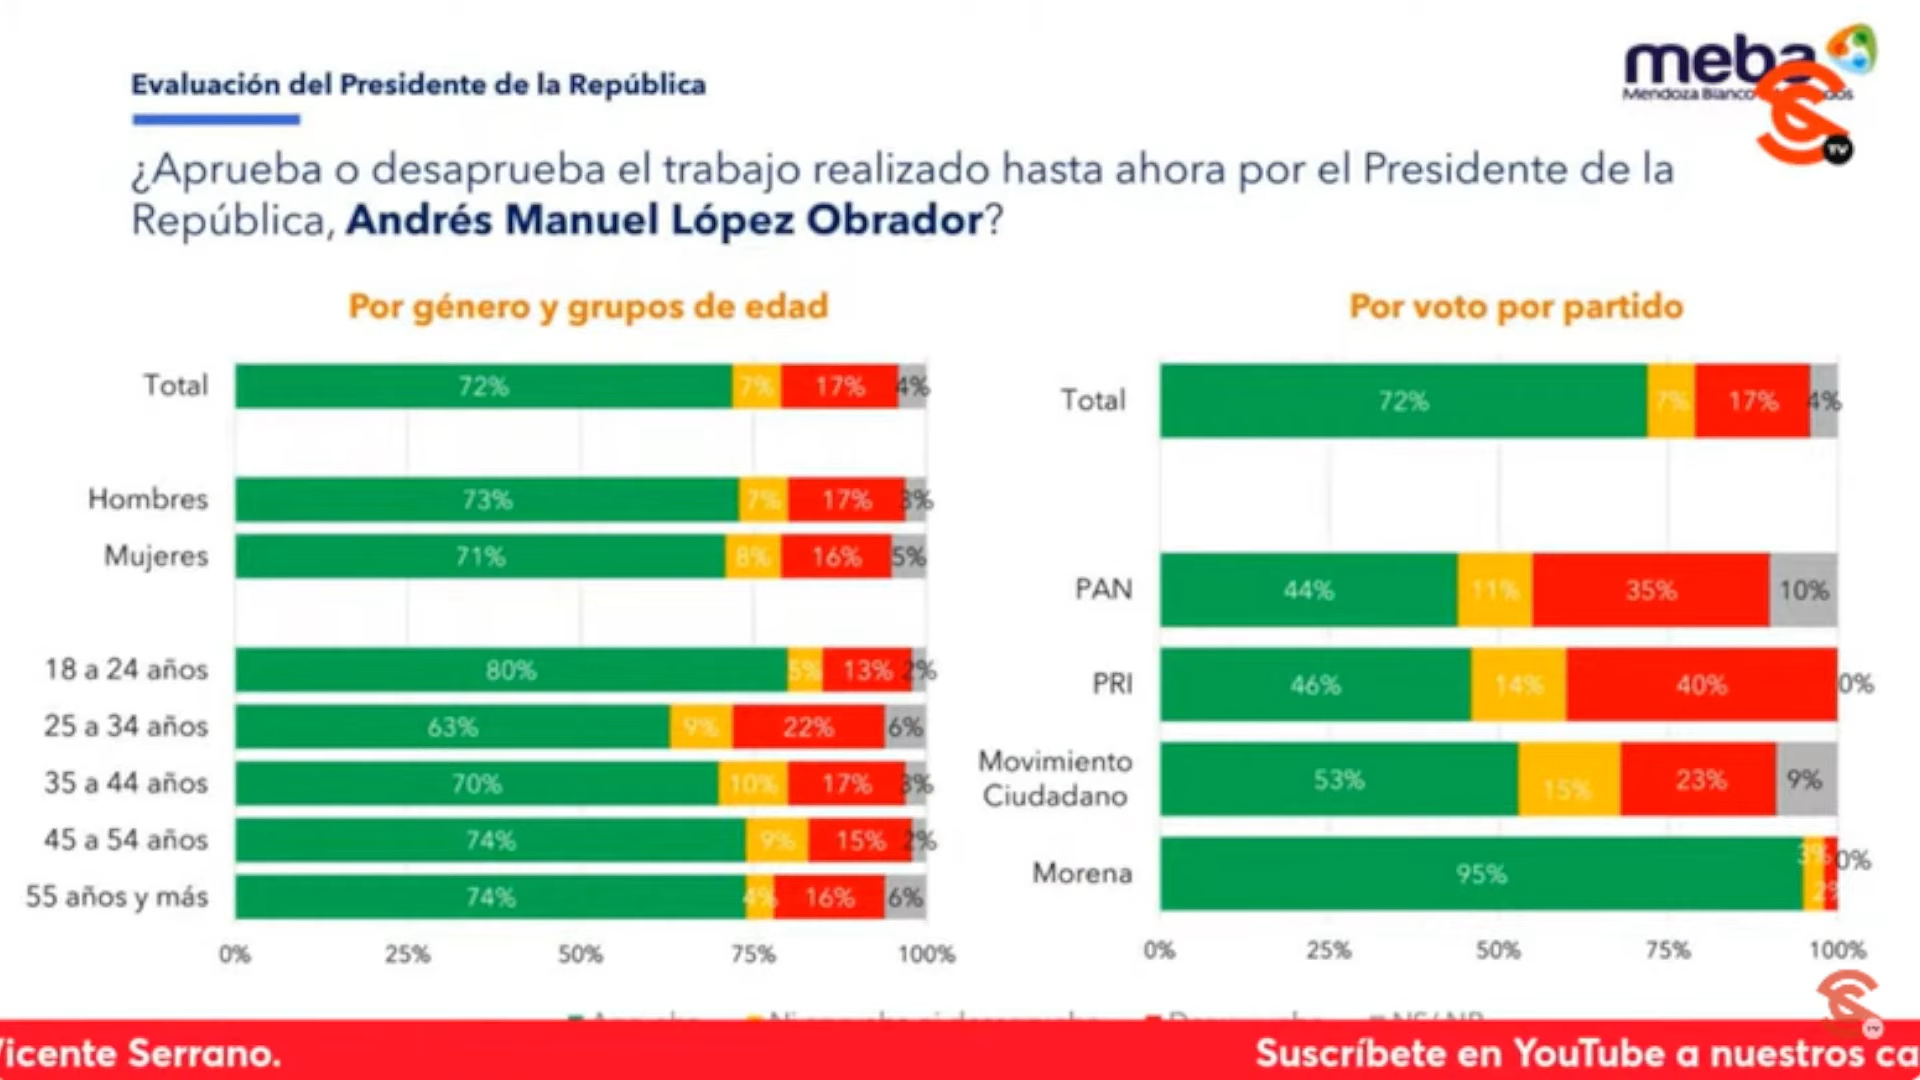 meba
Mendoza Blanco
TV
Evaluación del Presidente de la República
¿Aprueba o desaprueba el trabajo realizado hasta ahora por el Presidente de la
República, Andrés Manuel López Obrador?
Por género y grupos de edad
Total 72% 7% 17% 4%
Hombres 73% 7% 17% 3%
Mujeres 71% 8% 16% 5%
18 a 24 años 80% 5% 13% 2%
25 a 34 años 63% 9% 22% 6%
35 a 44 años 70% 10% 17% 3%
45 a 54 años 74% 9% 15% 2%
55 años y más 74% 4% 16% 6%
0% 25% 50% 75% 100%
Por voto por partido
Total 72% 7% 17% 4%
PAN 44% 11% 35% 10%
PRI 46% 14% 40% 0%
Movimiento
Ciudadano 53% 15% 23% 9%
Morena 95% 3% 2% 0%
0% 25% 50% 75% 100%
TV
Vicente Serrano.
Suscríbete en YouTube a nuestros ca